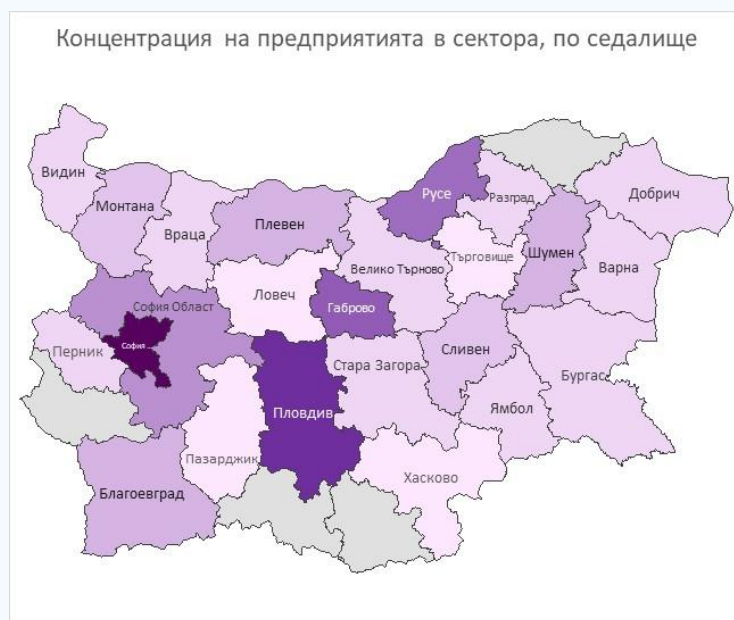 Концентрация на предприятията в сектора, по седалище
Видин
Монтана
Враца
Плевен
Русе
Разград
Добрич
Шумен
Варна
Търговище
Велико Търново
Ловеч
Габрово
София Област
София
Перник
Стара Загора
Сливен
Бургас
Ямбол
Пловдив
Пазарджик
Хасково
Благоевград